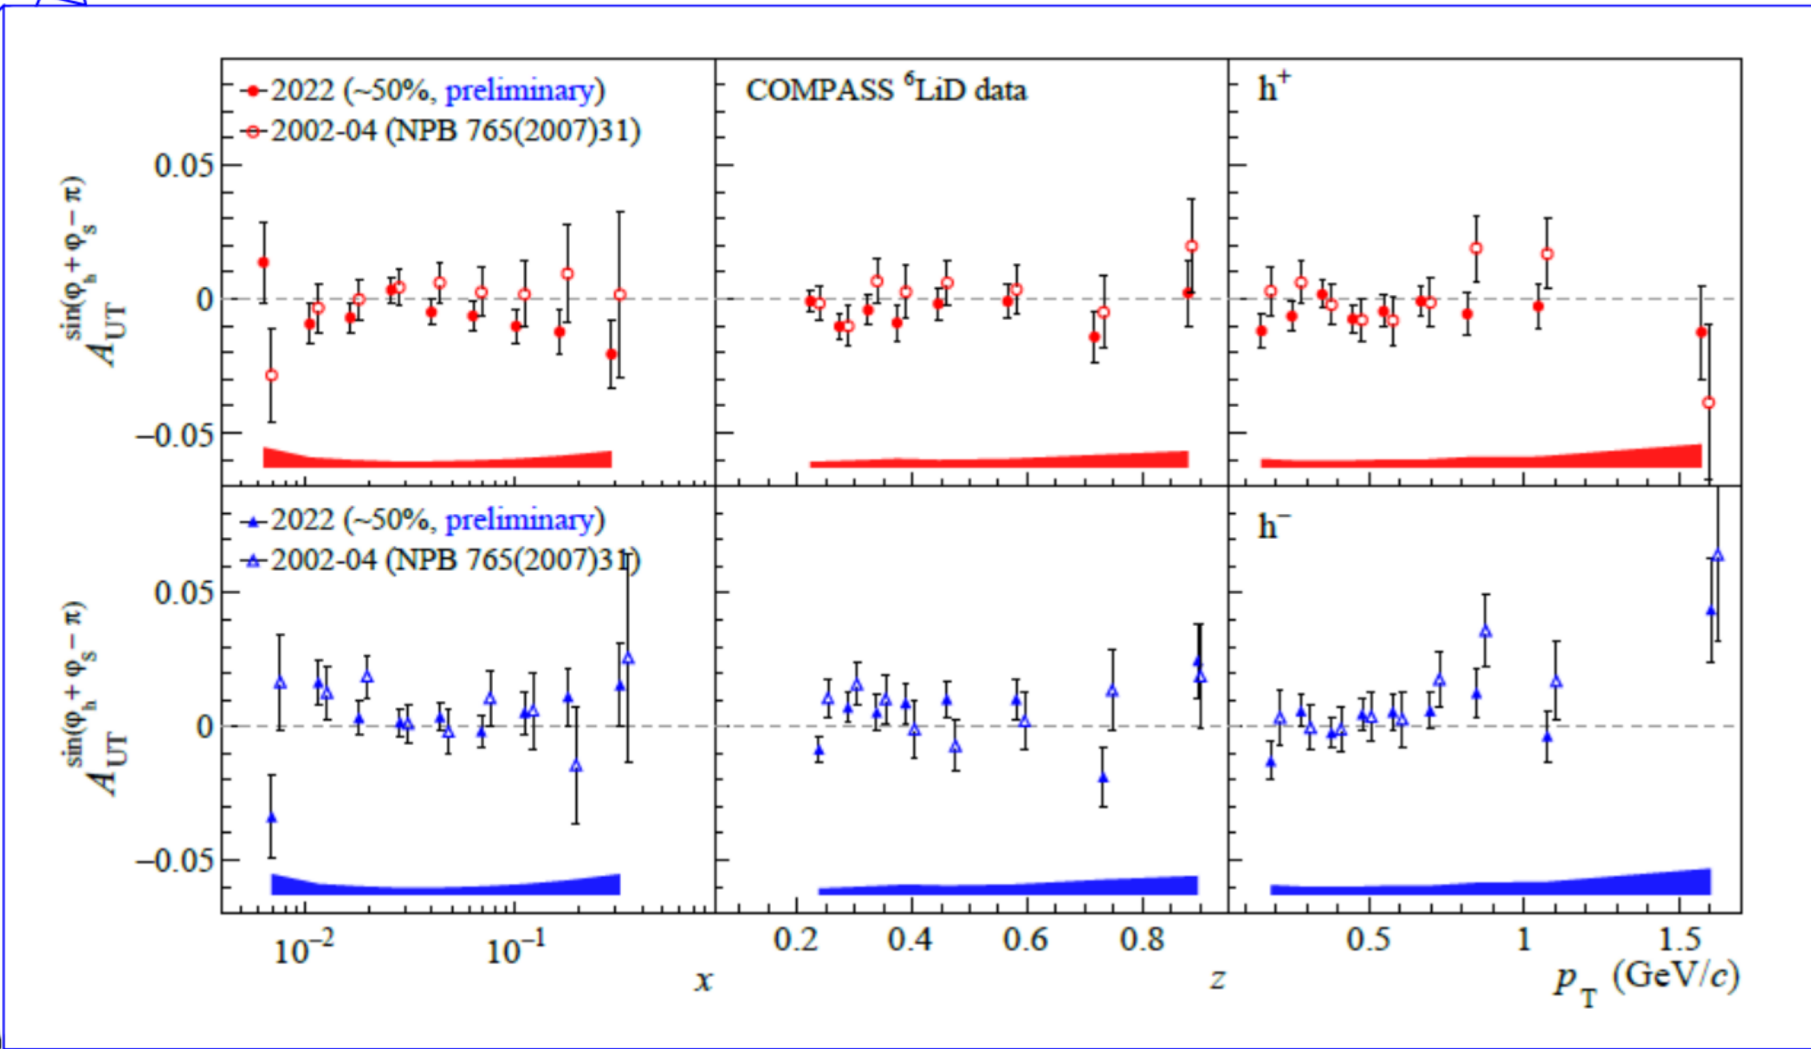 2022 (~50%, preliminary)
2002-04 (NPB 765(2007)31)
COMPASS ⁶LiD data
h⁺
A_UT^sin(φ_h + φ_S − π)
0.05
0
−0.05
2022 (~50%, preliminary)
2002-04 (NPB 765(2007)31)
h⁻
A_UT^sin(φ_h + φ_S − π)
0.05
0
−0.05
10⁻² 10⁻¹ 0.2 0.4 0.6 0.8 0.5 1 1.5
x z p_T (GeV/c)